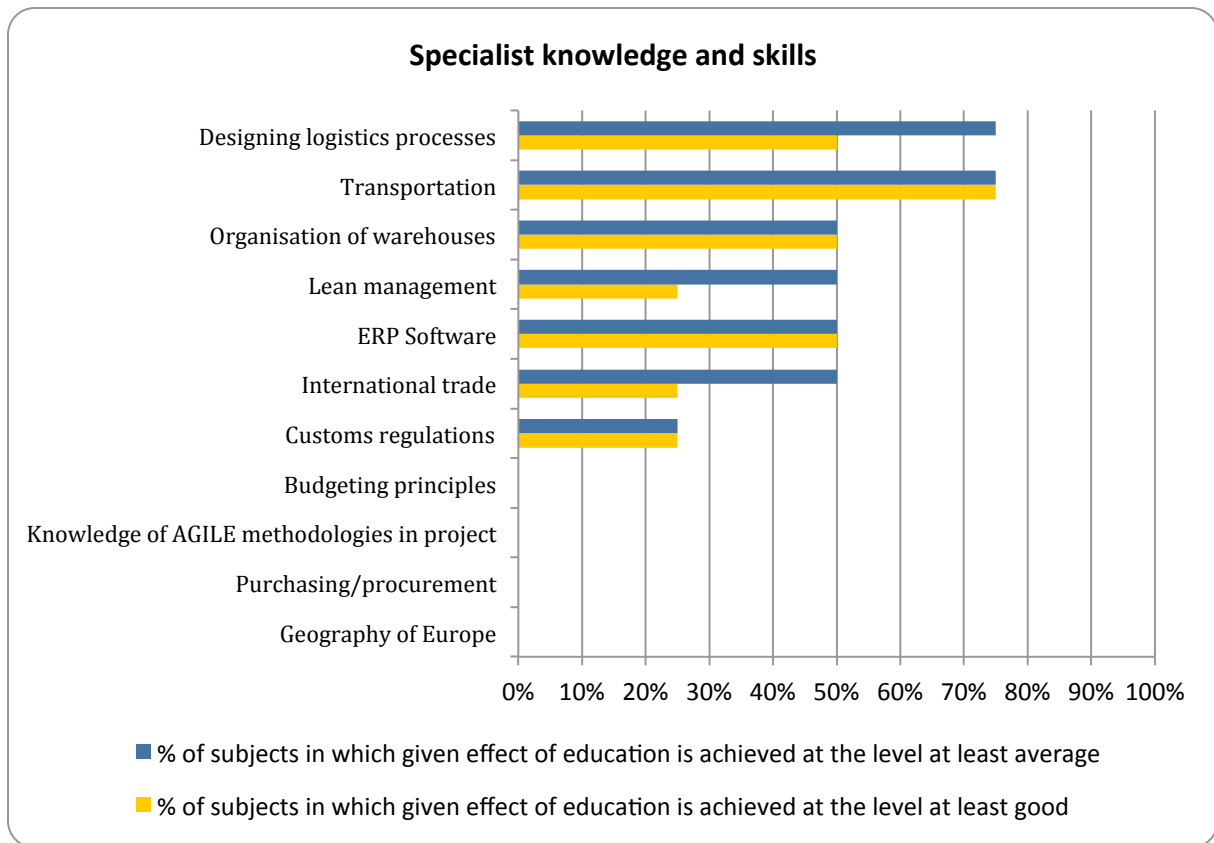 Specialist knowledge and skills
Designing logistics processes
Transportation
Organisation of warehouses
Lean management
ERP Software
International trade
Customs regulations
Budgeting principles
Knowledge of AGILE methodologies in project
Purchasing/procurement
Geography of Europe
0% 10% 20% 30% 40% 50% 60% 70% 80% 90% 100%
% of subjects in which given effect of education is achieved at the level at least average
% of subjects in which given effect of education is achieved at the level at least good